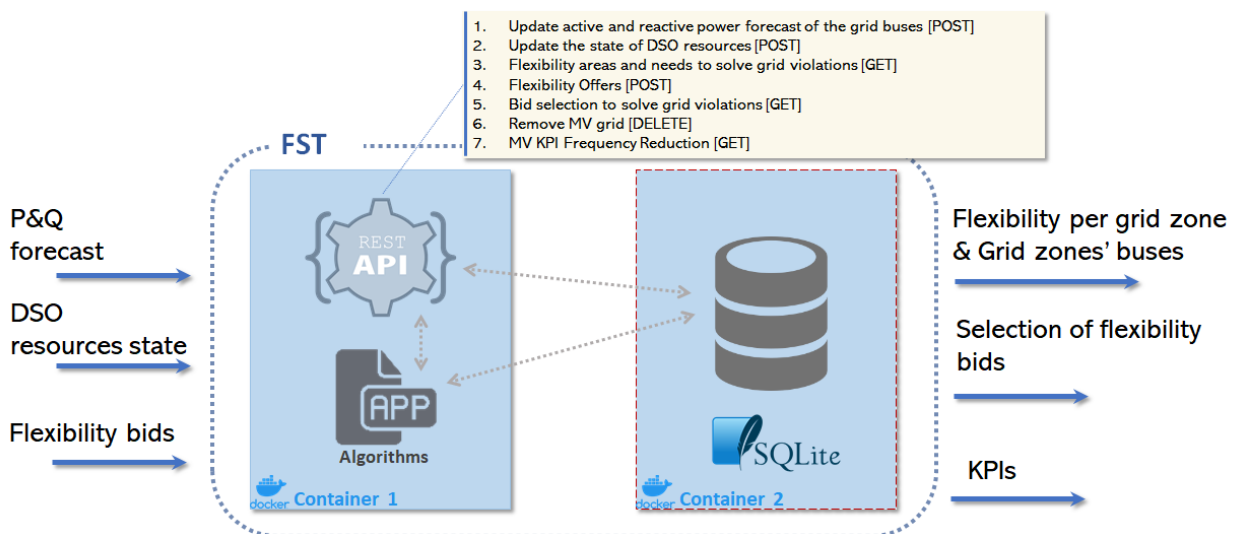 1. Update active and reactive power forecast of the grid buses [POST]
2. Update the state of DSO resources [POST]
3. Flexibility areas and needs to solve grid violations [GET]
4. Flexibility Offers [POST]
5. Bid selection to solve grid violations [GET]
6. Remove MV grid [DELETE]
7. MV KPI Frequency Reduction [GET]
FST
P&Q
forecast
DSO
resources state
Flexibility bids
REST
API
APP
Algorithms
docker
Container 1
SQLite
docker
Container 2
Flexibility per grid zone
& Grid zones' buses
Selection of flexibility
bids
KPIs